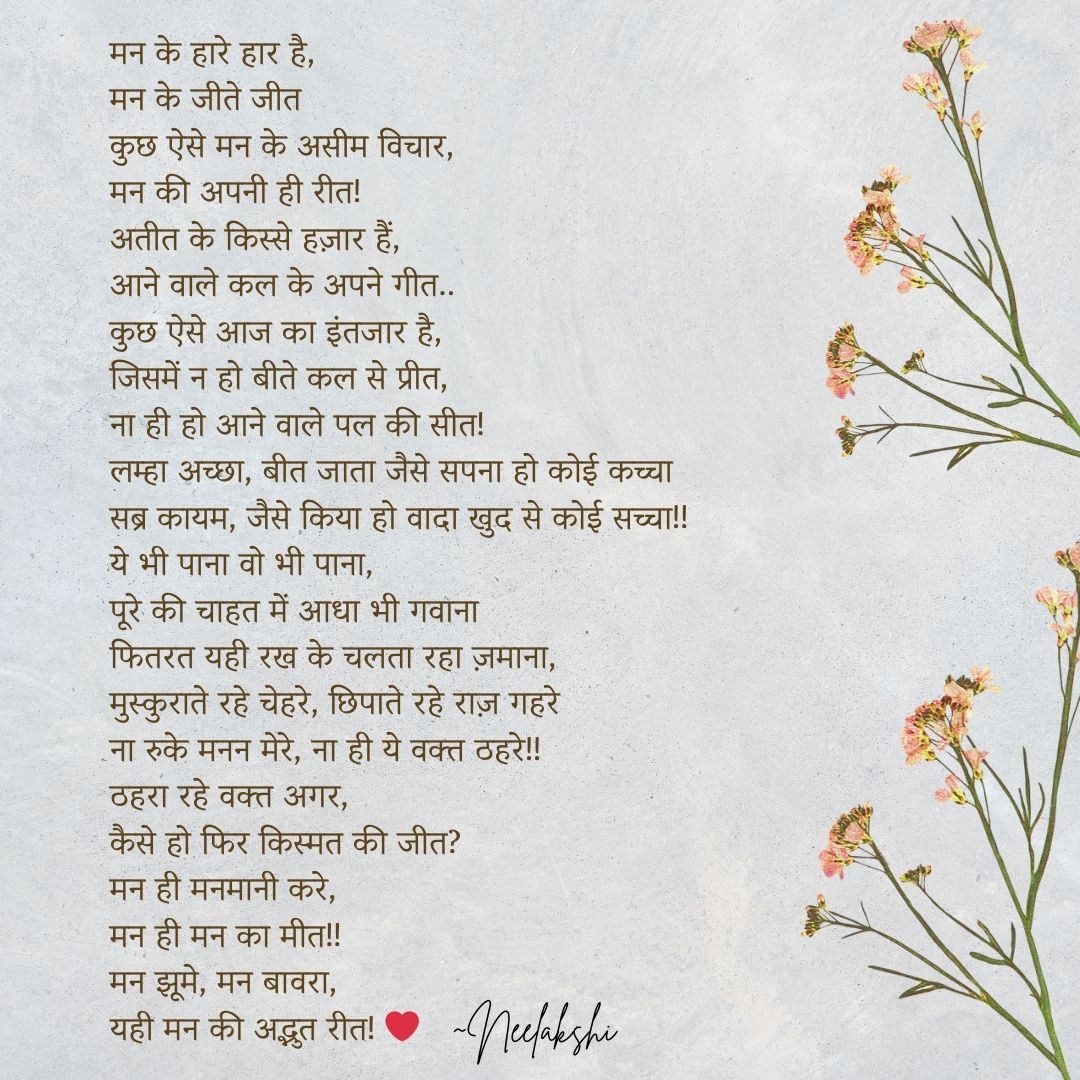 मन के हारे हार है,
मन के जीते जीत
कुछ ऐसे मन के असीम विचार,
मन की अपनी ही रीत!
अतीत के किस्से हज़ार हैं,
आने वाले कल के अपने गीत..
कुछ ऐसे आज का इंतजार है,
जिसमें न हो बीते कल से प्रीत,
ना ही हो आने वाले पल की सीत!
लम्हा अच्छा, बीत जाता जैसे सपना हो कोई कच्चा
सब्र कायम, जैसे किया हो वादा खुद से कोई सच्चा!!
ये भी पाना वो भी पाना,
पूरे की चाहत में आधा भी गवाना
फितरत यही रख के चलता रहा ज़माना,
मुस्कुराते रहे चेहरे, छिपाते रहे राज़ गहरे
ना रुके मनन मेरे, ना ही ये वक्त ठहरे!!
ठहरा रहे वक्त अगर,
कैसे हो फिर किस्मत की जीत?
मन ही मनमानी करे,
मन ही मन का मीत!!
मन झूमे, मन बावरा,
यही मन की अद्भुत रीत! ❤️ ~Neelakshi